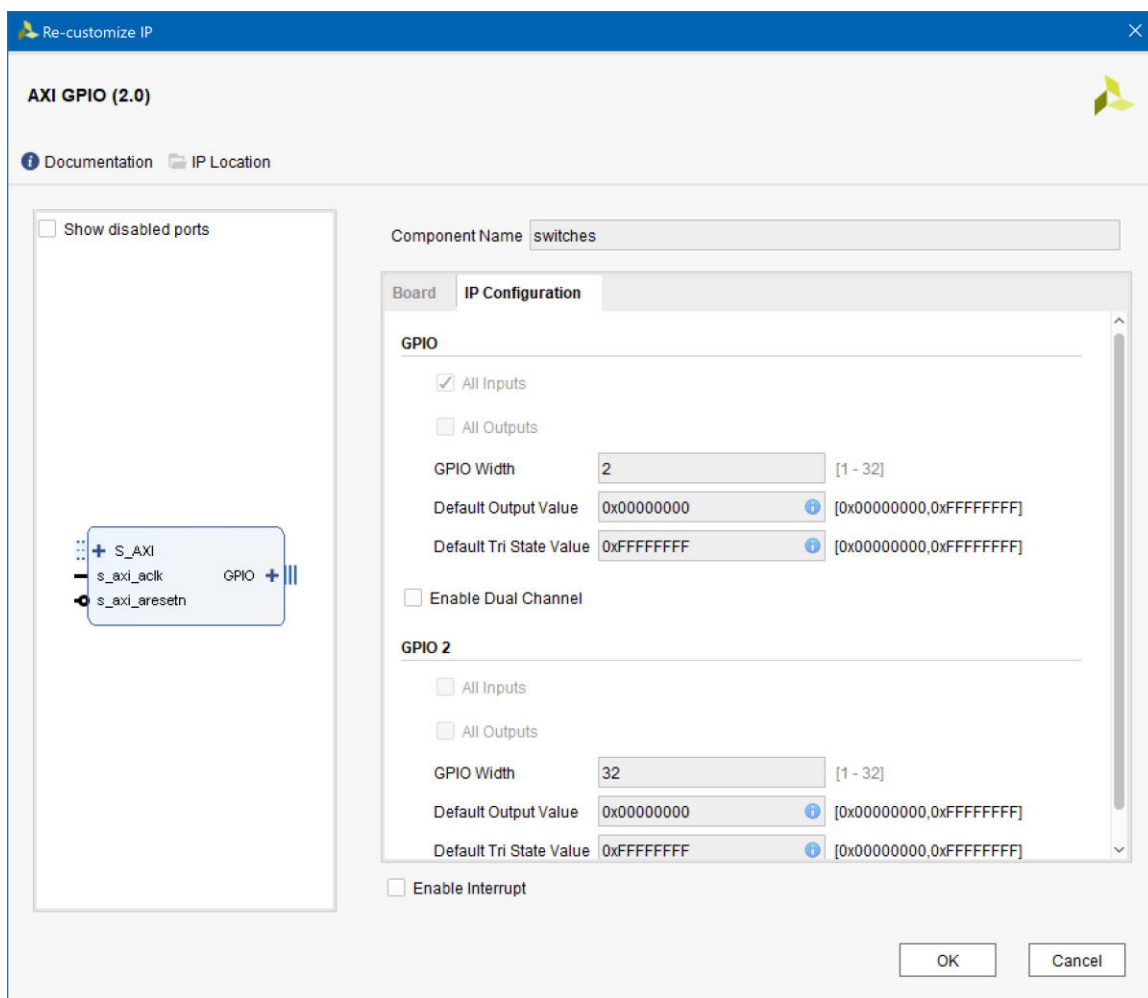 Re-customize IP
AXI GPIO (2.0)
Documentation IP Location
Show disabled ports
S_AXI
s_axi_aclk GPIO
s_axi_aresetn
Component Name switches
Board IP Configuration
GPIO
All Inputs
All Outputs
GPIO Width 2 [1 - 32]
Default Output Value 0x00000000 [0x00000000,0xFFFFFFFF]
Default Tri State Value 0xFFFFFFFF [0x00000000,0xFFFFFFFF]
Enable Dual Channel
GPIO 2
All Inputs
All Outputs
GPIO Width 32 [1 - 32]
Default Output Value 0x00000000 [0x00000000,0xFFFFFFFF]
Default Tri State Value 0xFFFFFFFF [0x00000000,0xFFFFFFFF]
Enable Interrupt
OK Cancel